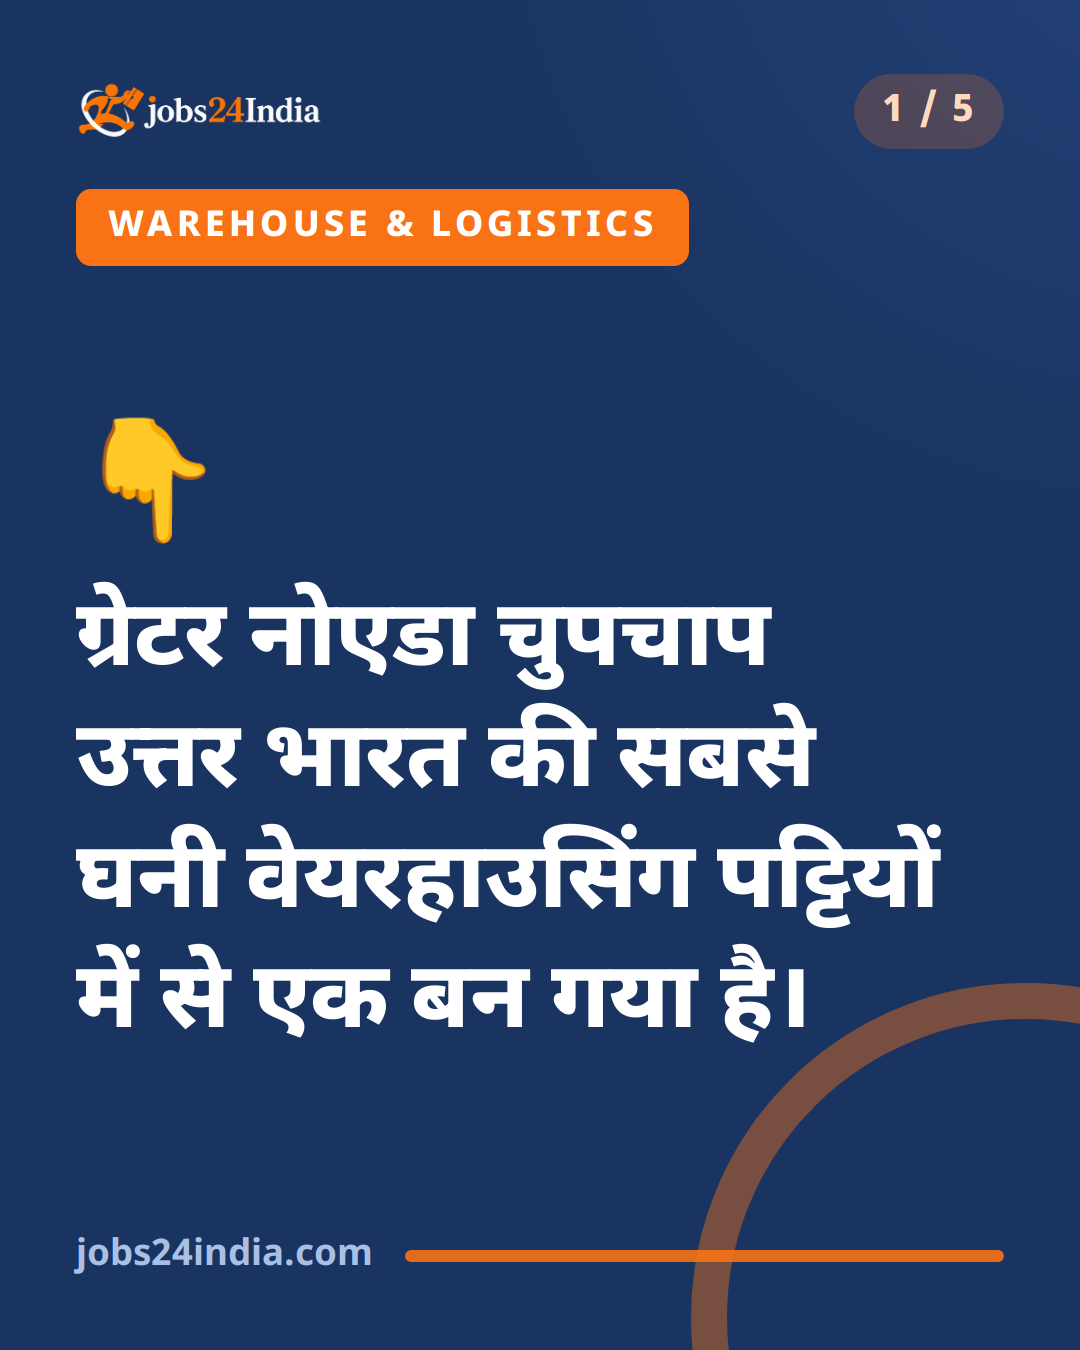 jobs24India
1 / 5
WAREHOUSE & LOGISTICS
ग्रेटर नोएडा चुपचाप
उत्तर भारत की सबसे
घनी वेयरहाउसिंग पट्टियों
में से एक बन गया है।
jobs24india.com